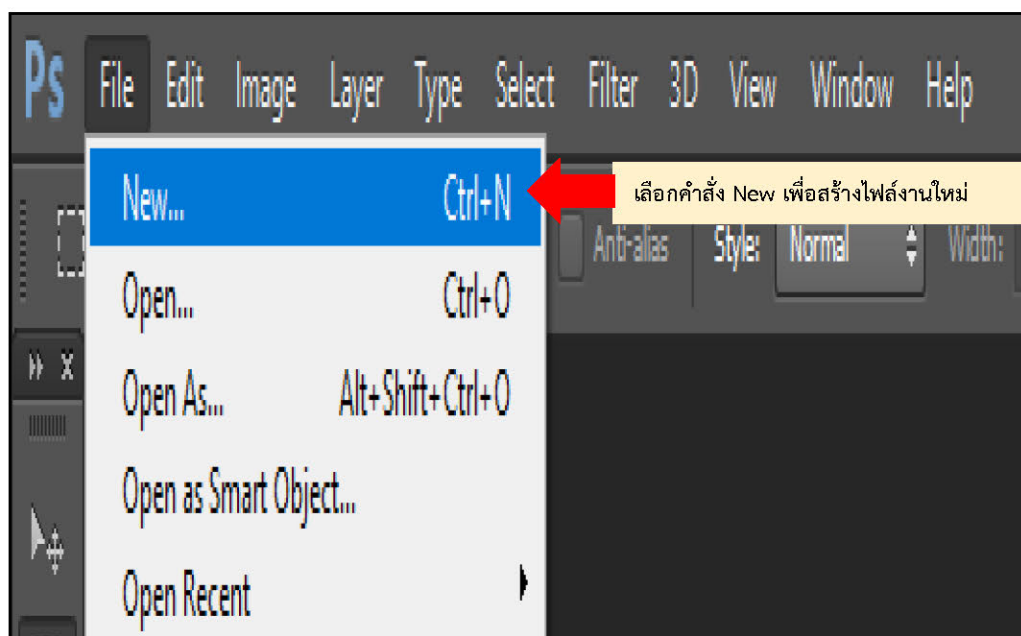 Ps File Edit Image Layer Type Select Filter 3D View Window Help
New... Ctrl+N
เลือกคำสั่ง New เพื่อสร้างไฟล์งานใหม่
Anti-alias Style: Normal Width:
Open... Ctrl+O
Open As... Alt+Shift+Ctrl+O
Open as Smart Object...
Open Recent